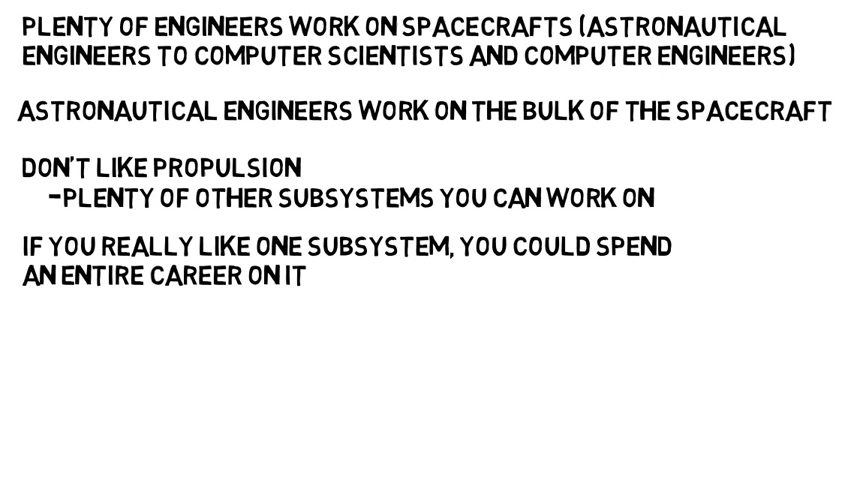 PLENTY OF ENGINEERS WORK ON SPACECRAFTS (ASTRONAUTICAL
ENGINEERS TO COMPUTER SCIENTISTS AND COMPUTER ENGINEERS)
ASTRONAUTICAL ENGINEERS WORK ON THE BULK OF THE SPACECRAFT
DON'T LIKE PROPULSION
-PLENTY OF OTHER SUBSYSTEMS YOU CAN WORK ON
IF YOU REALLY LIKE ONE SUBSYSTEM, YOU COULD SPEND
AN ENTIRE CAREER ON IT